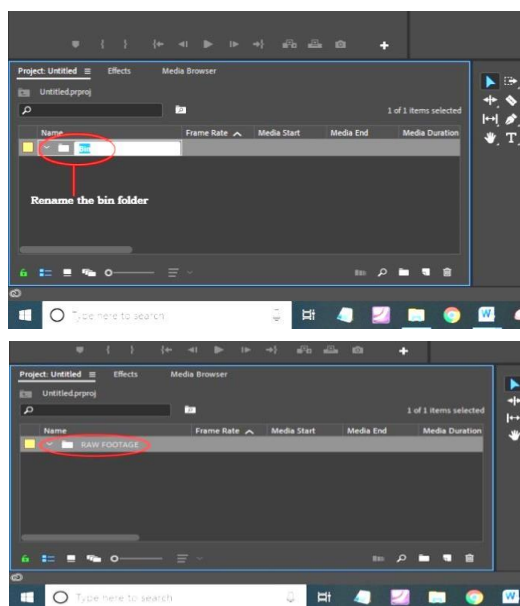 Project: Untitled Effects Media Browser
Untitled.prproj
1 of 1 items selected
Name Frame Rate Media Start Media End Media Duration
Bin
Rename the bin folder
Type here to search
Project: Untitled Effects Media Browser
Untitled.prproj
1 of 1 items selected
Name Frame Rate Media Start Media End Media Duration
RAW FOOTAGE
Type here to search